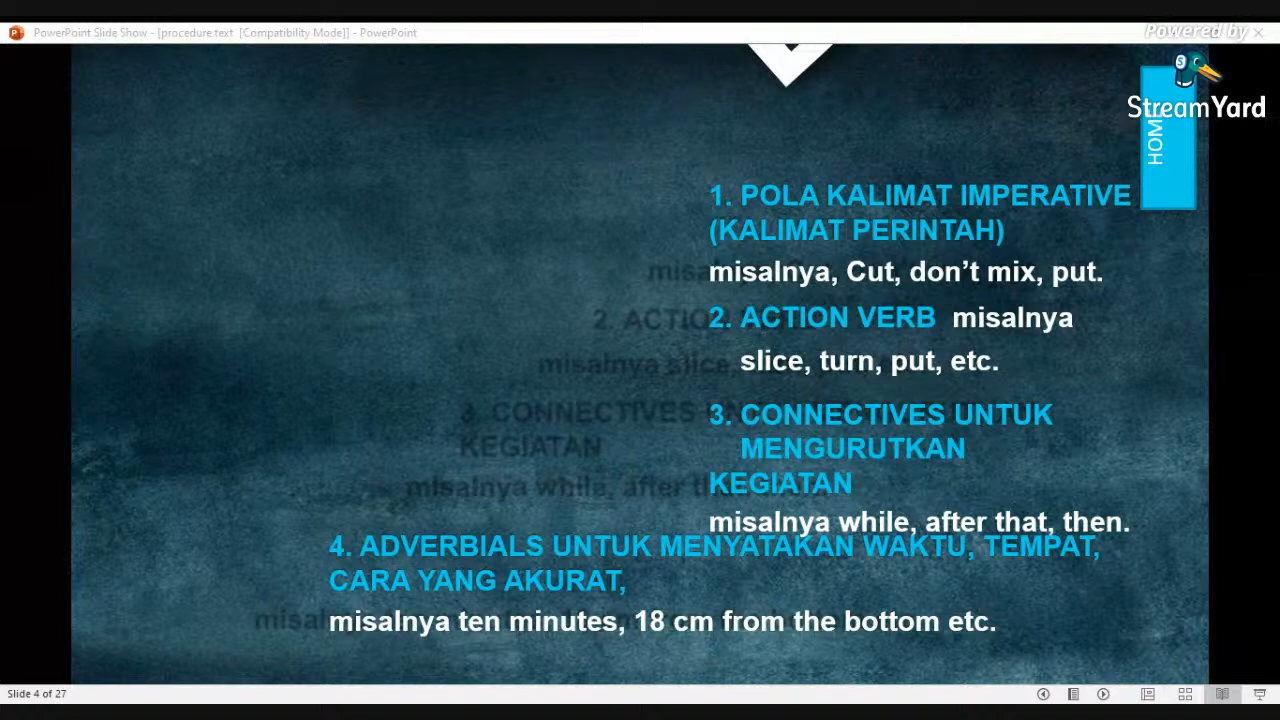 PowerPoint Slide Show - [procedure text [Compatibility Mode]] - PowerPoint
Powered by
StreamYard
HOME
1. POLA KALIMAT IMPERATIVE
(KALIMAT PERINTAH)
misalnya, Cut, don’t mix, put.
2. ACTION VERB misalnya
slice, turn, put, etc.
3. CONNECTIVES UNTUK
MENGURUTKAN
KEGIATAN
misalnya while, after that, then.
4. ADVERBIALS UNTUK MENYATAKAN WAKTU, TEMPAT,
CARA YANG AKURAT,
misalnya ten minutes, 18 cm from the bottom etc.
Slide 4 of 27